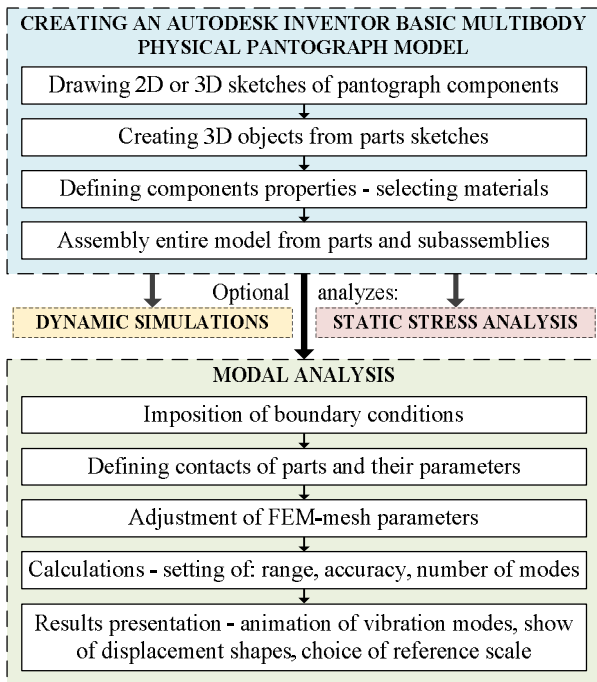 CREATING AN AUTODESK INVENTOR BASIC MULTIBODY
PHYSICAL PANTOGRAPH MODEL
Drawing 2D or 3D sketches of pantograph components
Creating 3D objects from parts sketches
Defining components properties - selecting materials
Assembly entire model from parts and subassemblies
Optional analyzes:
DYNAMIC SIMULATIONS
STATIC STRESS ANALYSIS
MODAL ANALYSIS
Imposition of boundary conditions
Defining contacts of parts and their parameters
Adjustment of FEM-mesh parameters
Calculations - setting of: range, accuracy, number of modes
Results presentation - animation of vibration modes, show
of displacement shapes, choice of reference scale